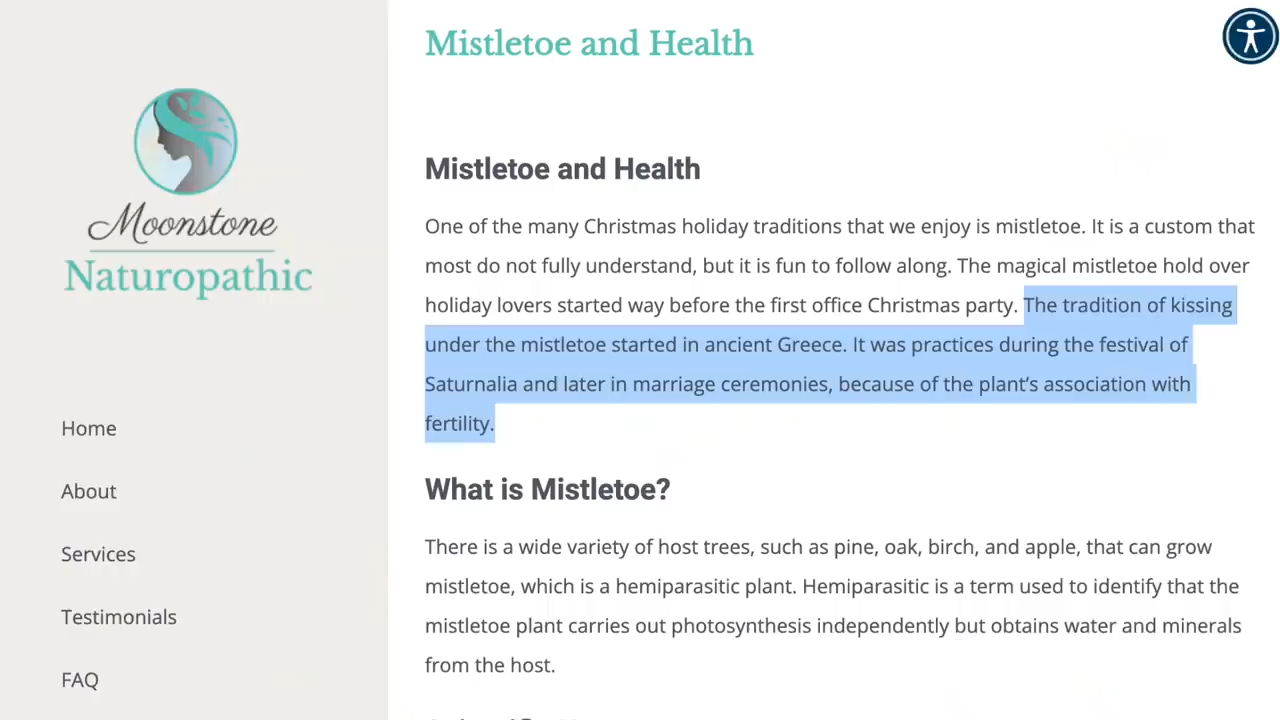 Mistletoe and Health
Moonstone
Naturopathic
Home
About
Services
Testimonials
FAQ
Mistletoe and Health
One of the many Christmas holiday traditions that we enjoy is mistletoe. It is a custom that
most do not fully understand, but it is fun to follow along. The magical mistletoe hold over
holiday lovers started way before the first office Christmas party. The tradition of kissing
under the mistletoe started in ancient Greece. It was practices during the festival of
Saturnalia and later in marriage ceremonies, because of the plant’s association with
fertility.
What is Mistletoe?
There is a wide variety of host trees, such as pine, oak, birch, and apple, that can grow
mistletoe, which is a hemiparasitic plant. Hemiparasitic is a term used to identify that the
mistletoe plant carries out photosynthesis independently but obtains water and minerals
from the host.